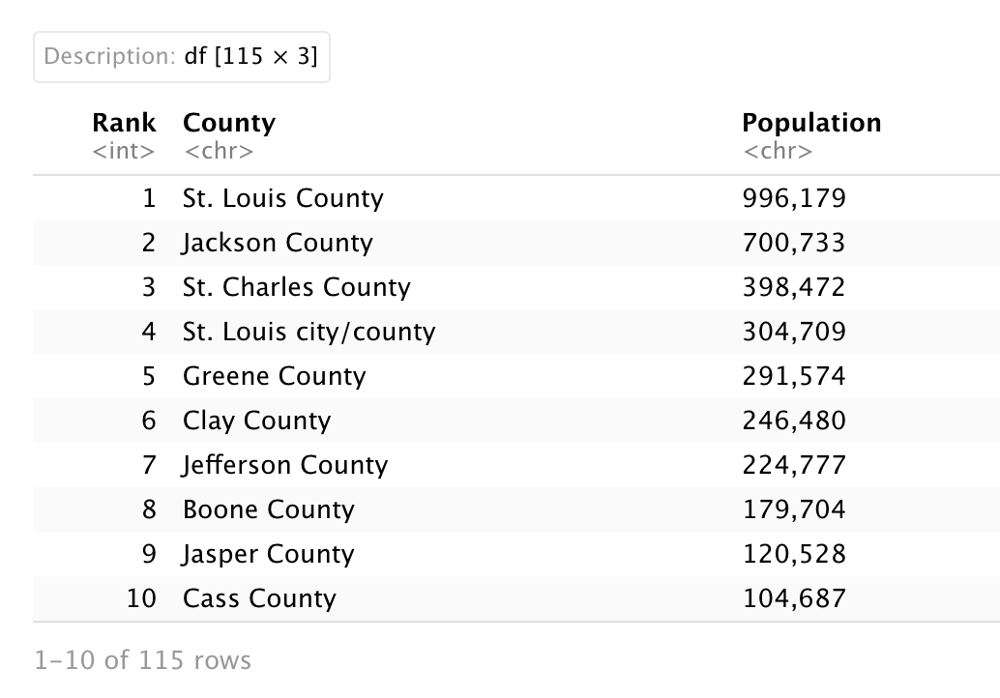 Description: df [115 × 3]
Rank County Population
<int> <chr> <chr>
1 St. Louis County 996,179
2 Jackson County 700,733
3 St. Charles County 398,472
4 St. Louis city/county 304,709
5 Greene County 291,574
6 Clay County 246,480
7 Jefferson County 224,777
8 Boone County 179,704
9 Jasper County 120,528
10 Cass County 104,687
1–10 of 115 rows